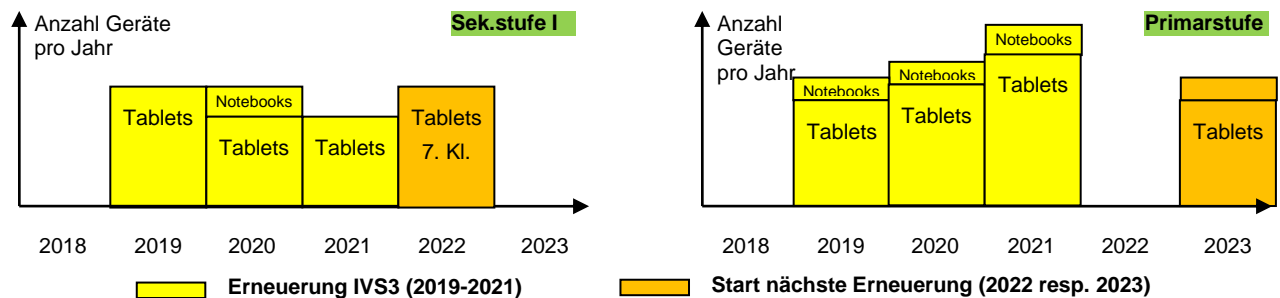 Anzahl Geräte
pro Jahr
Sek.stufe I
Notebooks
Tablets
Tablets
Tablets
Tablets
7. Kl.
2018 2019 2020 2021 2022 2023
Anzahl
Geräte
pro Jahr
Primarstufe
Notebooks
Notebooks
Notebooks
Tablets
Tablets
Tablets
Tablets
2018 2019 2020 2021 2022 2023
Erneuerung IVS3 (2019-2021)
Start nächste Erneuerung (2022 resp. 2023)